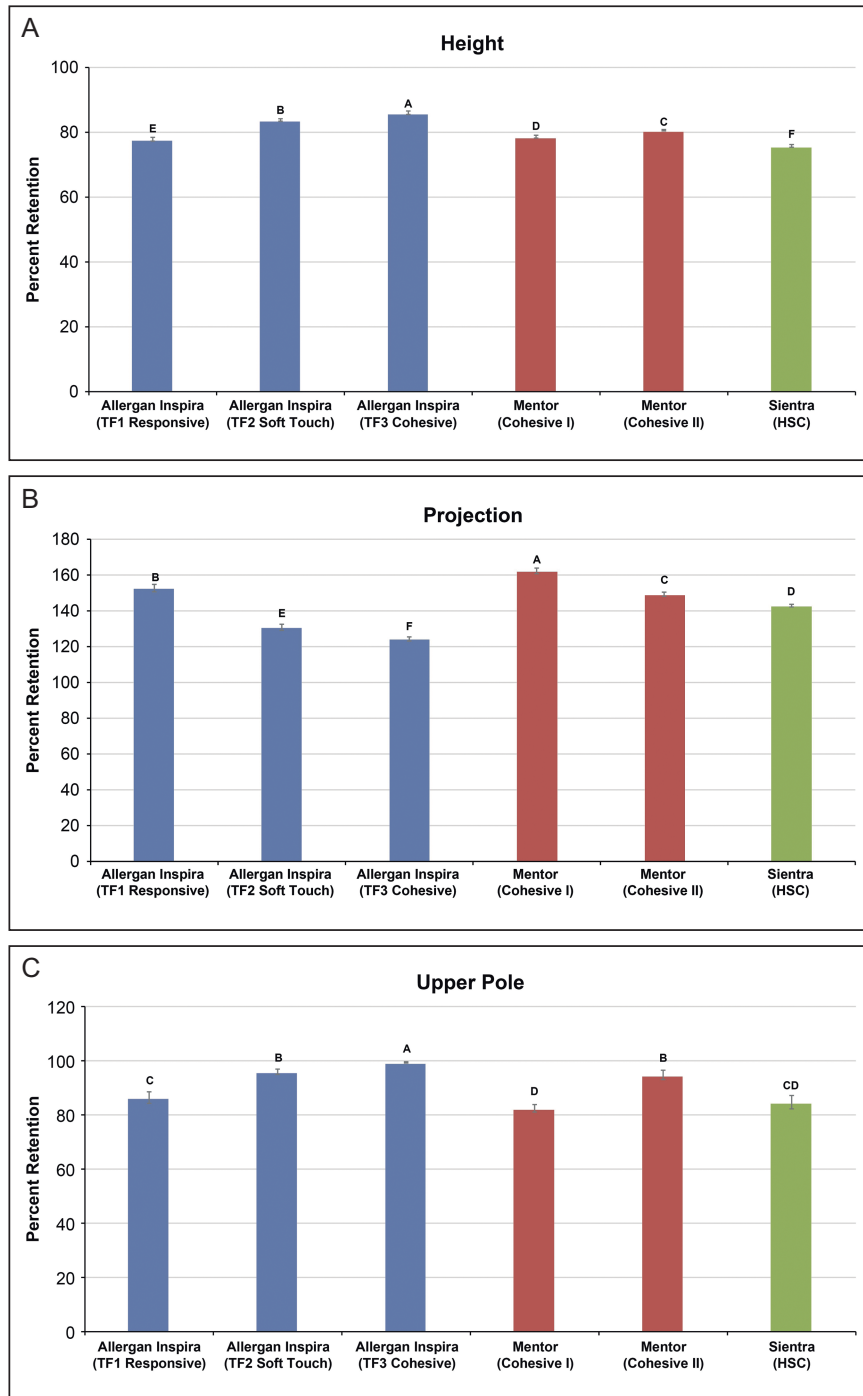 A
Height
Percent Retention
100
80
60
40
20
0
E
B
A
D
C
F
Allergan Inspira
(TF1 Responsive)
Allergan Inspira
(TF2 Soft Touch)
Allergan Inspira
(TF3 Cohesive)
Mentor
(Cohesive I)
Mentor
(Cohesive II)
Sientra
(HSC)
B
Projection
Percent Retention
180
160
140
120
100
80
60
40
20
0
B
E
F
A
C
D
Allergan Inspira
(TF1 Responsive)
Allergan Inspira
(TF2 Soft Touch)
Allergan Inspira
(TF3 Cohesive)
Mentor
(Cohesive I)
Mentor
(Cohesive II)
Sientra
(HSC)
C
Upper Pole
Percent Retention
120
100
80
60
40
20
0
C
B
A
D
B
CD
Allergan Inspira
(TF1 Responsive)
Allergan Inspira
(TF2 Soft Touch)
Allergan Inspira
(TF3 Cohesive)
Mentor
(Cohesive I)
Mentor
(Cohesive II)
Sientra
(HSC)